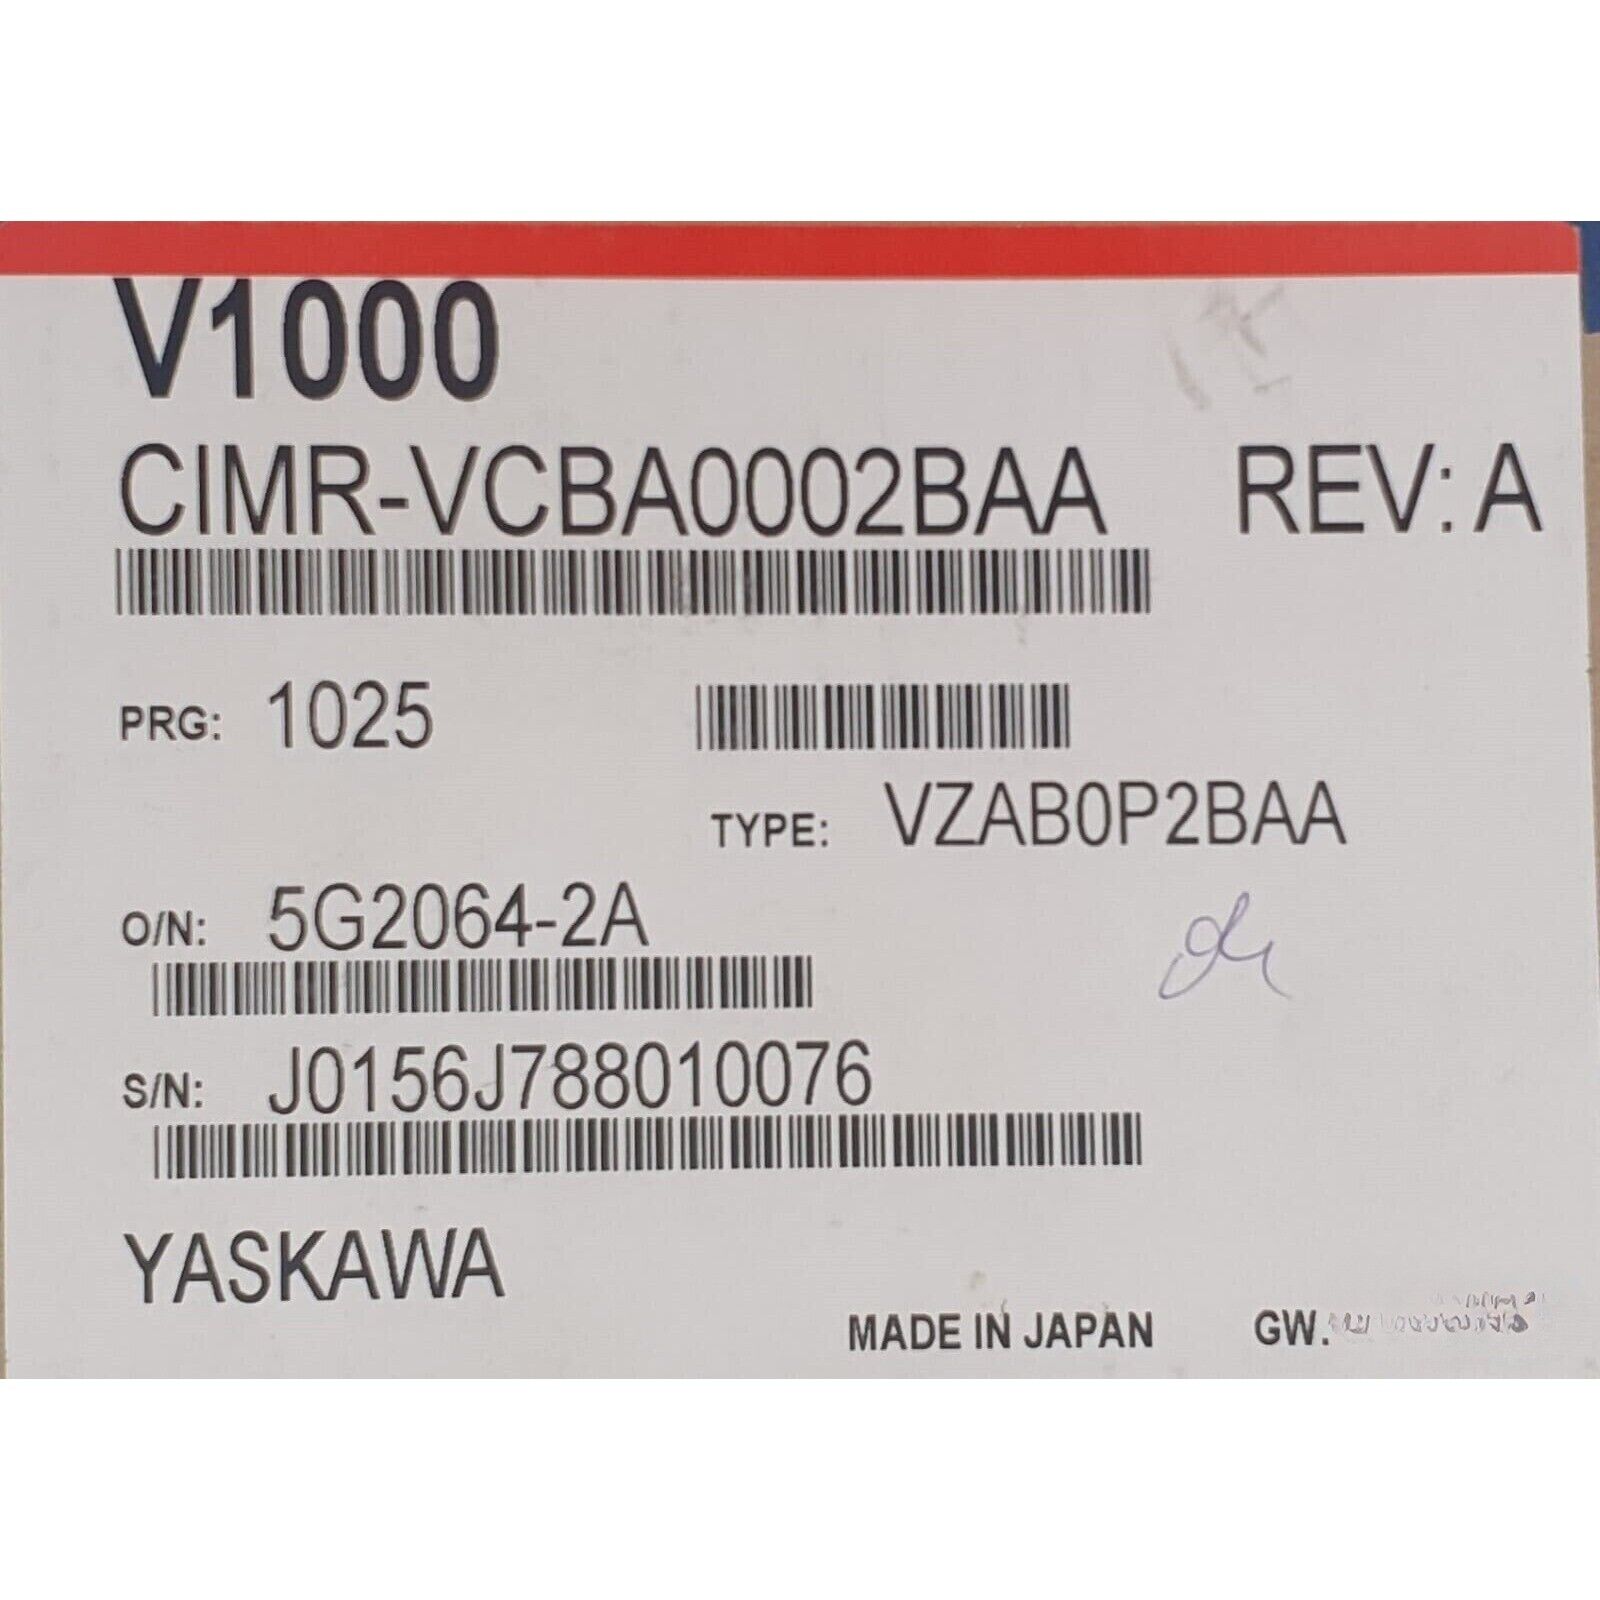 V1000
CIMR-VCBA0002BAA REV: A
PRG: 1025
TYPE: VZAB0P2BAA
O/N: 5G2064-2A
S/N: J0156J788010076
YASKAWA
MADE IN JAPAN GW.